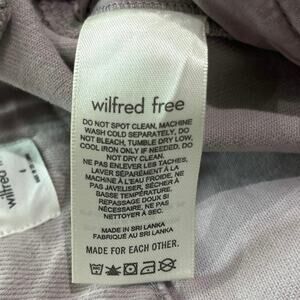 wilfred free
DO NOT SPOT CLEAN, MACHINE
WASH COLD SEPARATELY, DO
NOT BLEACH, TUMBLE DRY LOW,
COOL IRON ONLY IF NEEDED. DO
NOT DRY CLEAN.
NE PAS ENLEVER LES TACHES,
LAVER SÉPARÉMENT À LA
MACHINE À L'EAU FROIDE, NE
PAS JAVELISER, SÉCHER À
BASSE TEMPÉRATURE,
REPASSAGE DOUX SI
NÉCESSAIRE. NE PAS
NETTOYER À SEC.
MADE IN SRI LANKA
FABRIQUÉ AU SRI LANKA
MADE FOR EACH OTHER.
wilfred